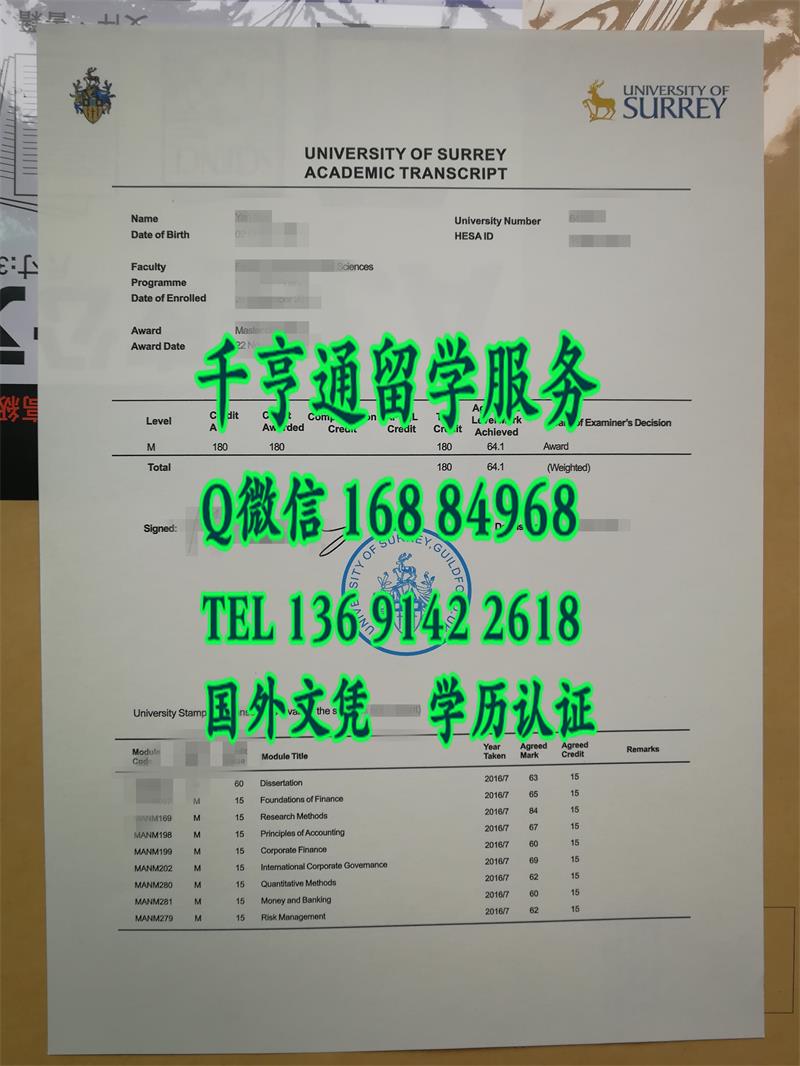 UNIVERSITY OF
SURREY
UNIVERSITY OF SURREY
ACADEMIC TRANSCRIPT
Name
University Number
Date of Birth
HESA ID
Faculty Sciences
Programme
Date of Enrolled
Award
Award Date 22
千亨通留学服务
Level
Credit
Credit
Achieved
of Examiner's Decision
M 180 180 180 64.1 Award
Total 180 64.1 (Weighted)
Q微信 168 84968
Signed:
UNIVERSITY OF SURREY, GUILDFORD
TEL 136 9142 2618
国外文凭 学历认证
University Stamp the
Module
Code
Module Title
Year
Taken
Agreed
Mark
Agreed
Credit
Remarks
60 Dissertation 2016/7 63 15
M 15 Foundations of Finance 2016/7 65 15
MANM169 M 15 Research Methods 2016/7 84 15
MANM198 M 15 Principles of Accounting 2016/7 67 15
MANM199 M 15 Corporate Finance 2016/7 60 15
MANM202 M 15 International Corporate Governance 2016/7 69 15
MANM280 M 15 Quantitative Methods 2016/7 62 15
MANM281 M 15 Money and Banking 2016/7 60 15
MANM279 M 15 Risk Management 2016/7 62 15